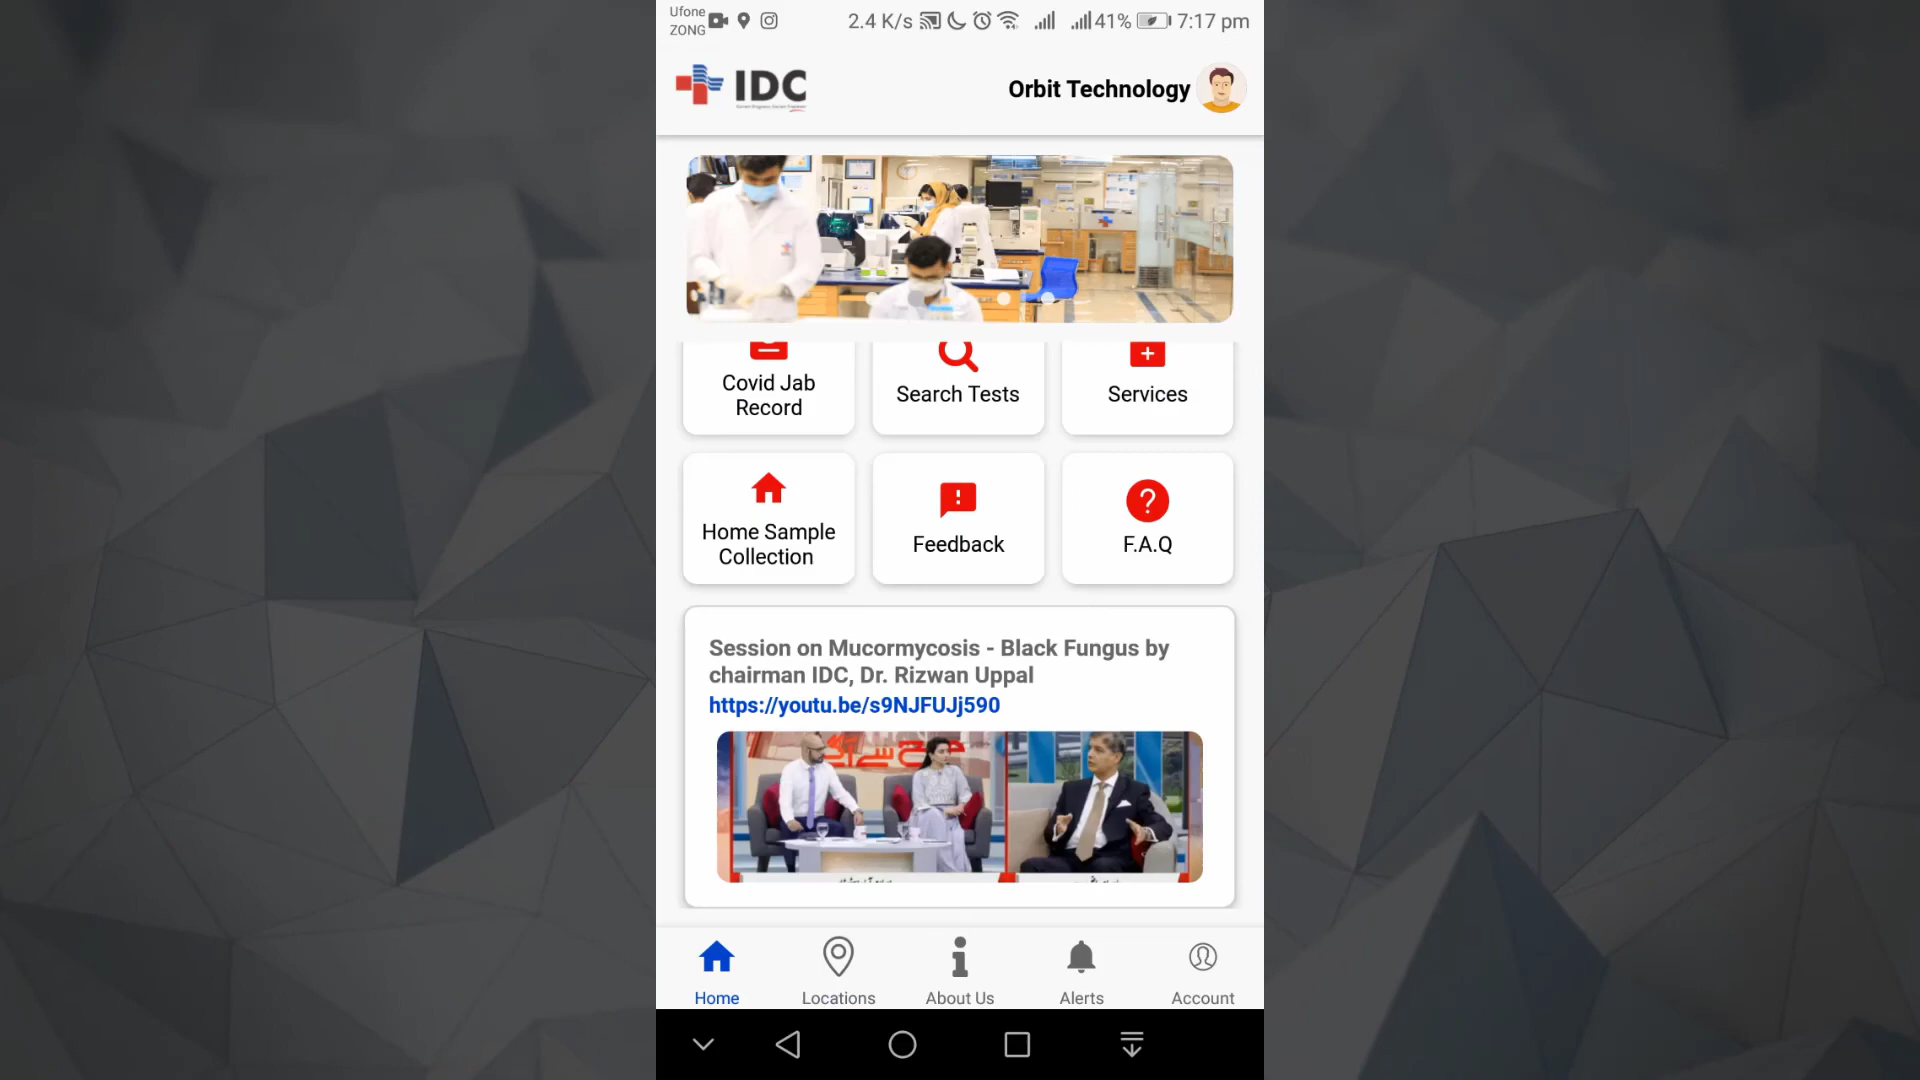 Ufone
ZONG
2.4 K/s
41%
7:17 pm
IDC
Orbit Technology
Covid Jab
Record
Search Tests
Services
Home Sample
Collection
Feedback
F.A.Q
Session on Mucormycosis - Black Fungus by
chairman IDC, Dr. Rizwan Uppal
https://youtu.be/s9NJFUJj590
Home
Locations
About Us
Alerts
Account